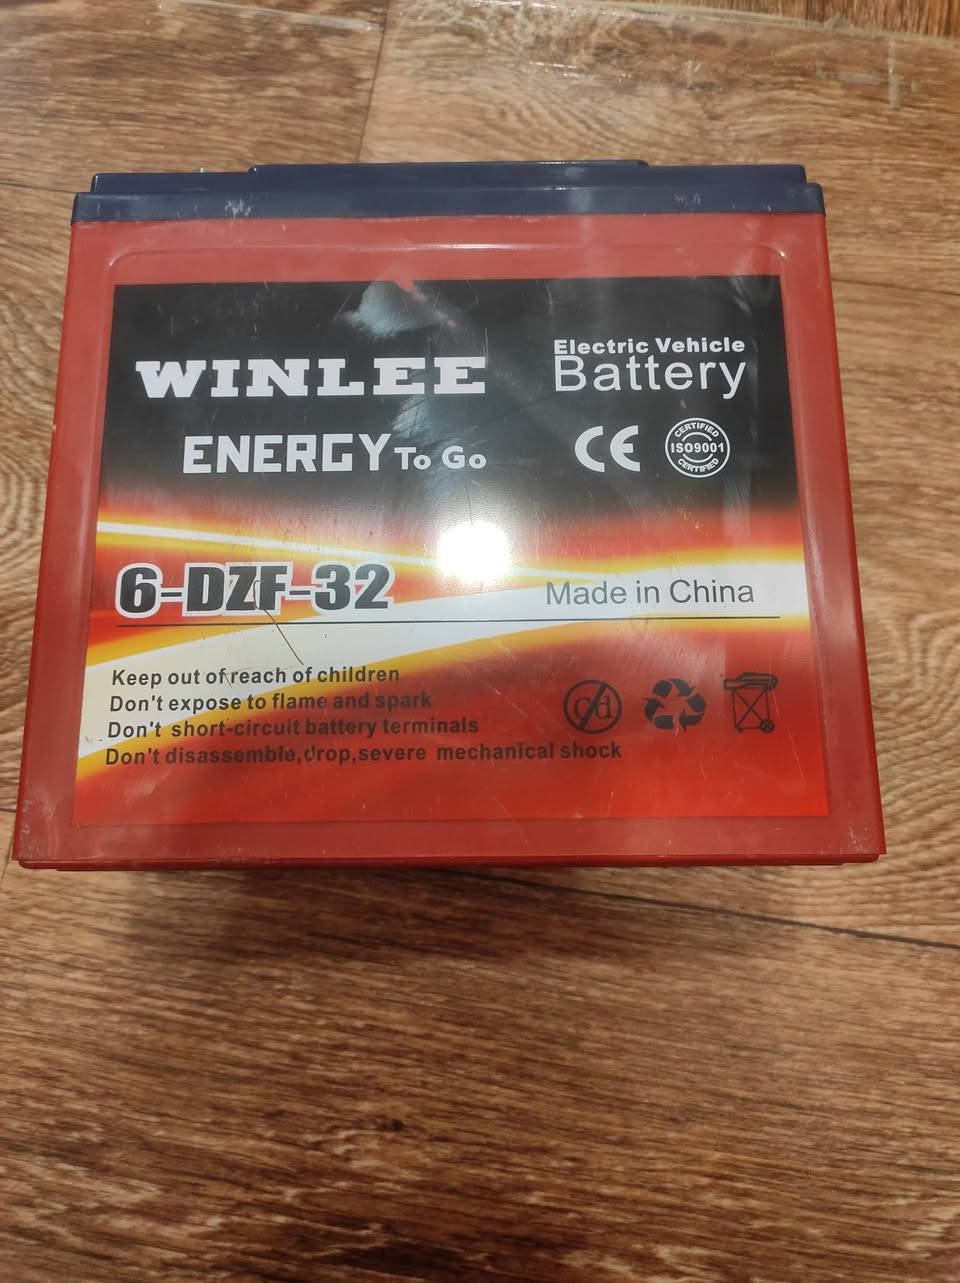 WINLEE
Electric Vehicle
Battery
ENERGY To Go
CE
CERTIFIED
ISO9001
CERTIFIED
6-DZF-32
Made in China
Keep out of reach of children
Don't expose to flame and spark
Don't short-circuit battery terminals
Don't disassemble,drop,severe mechanical shock
Cd